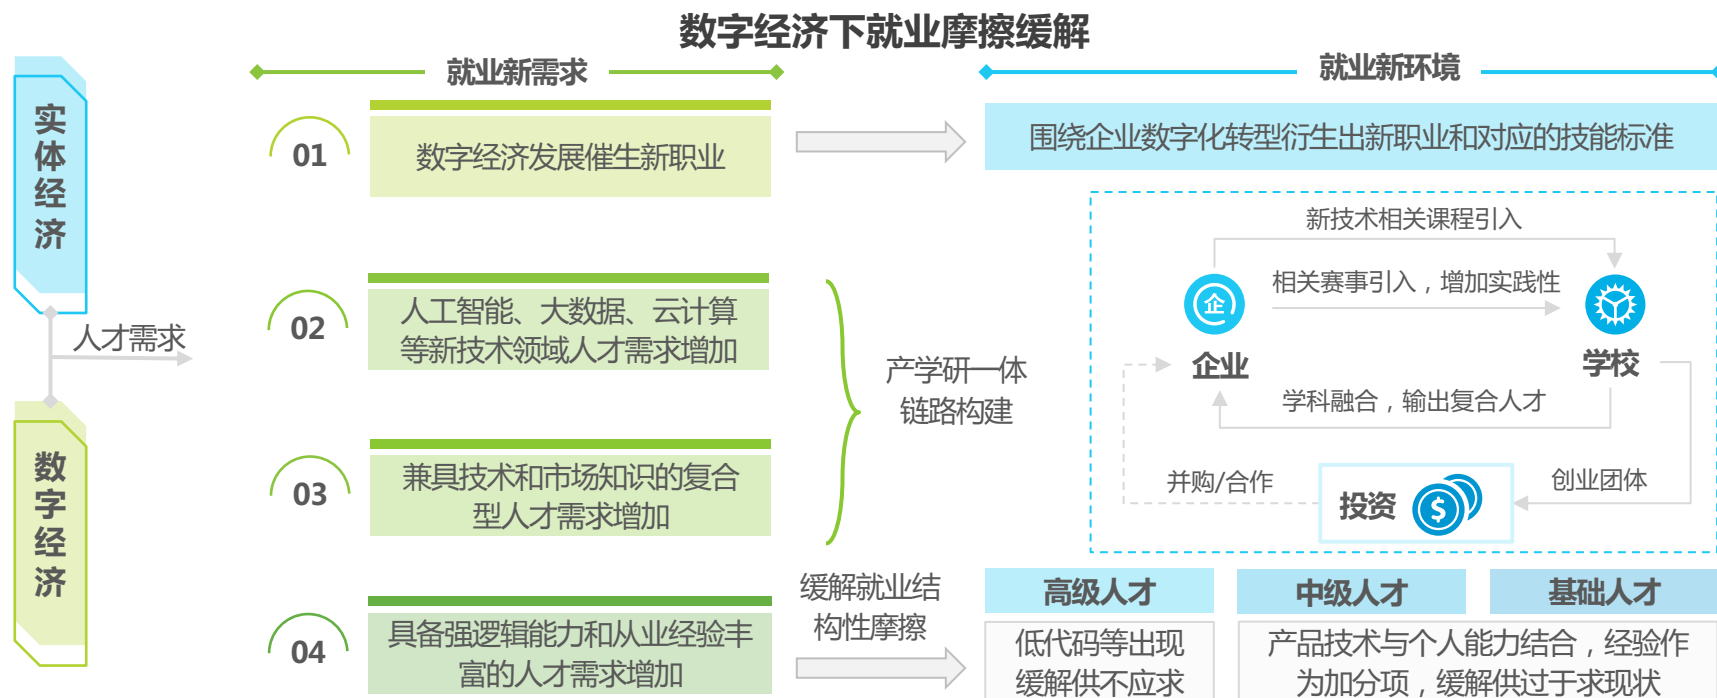 数字经济下就业摩擦缓解
就业新需求
就业新环境
实体经济
人才需求
数字经济
01
数字经济发展催生新职业
围绕企业数字化转型衍生出新职业和对应的技能标准
02
人工智能、大数据、云计算
等新技术领域人才需求增加
03
兼具技术和市场知识的复合
型人才需求增加
产学研一体
链路构建
新技术相关课程引入
相关赛事引入，增加实践性
企
企业
学校
学科融合，输出复合人才
并购/合作
创业团体
投资
$
04
具备强逻辑能力和从业经验丰
富的人才需求增加
缓解就业结
构性摩擦
高级人才
中级人才
基础人才
低代码等出现
缓解供不应求
产品技术与个人能力结合，经验作
为加分项，缓解供过于求现状